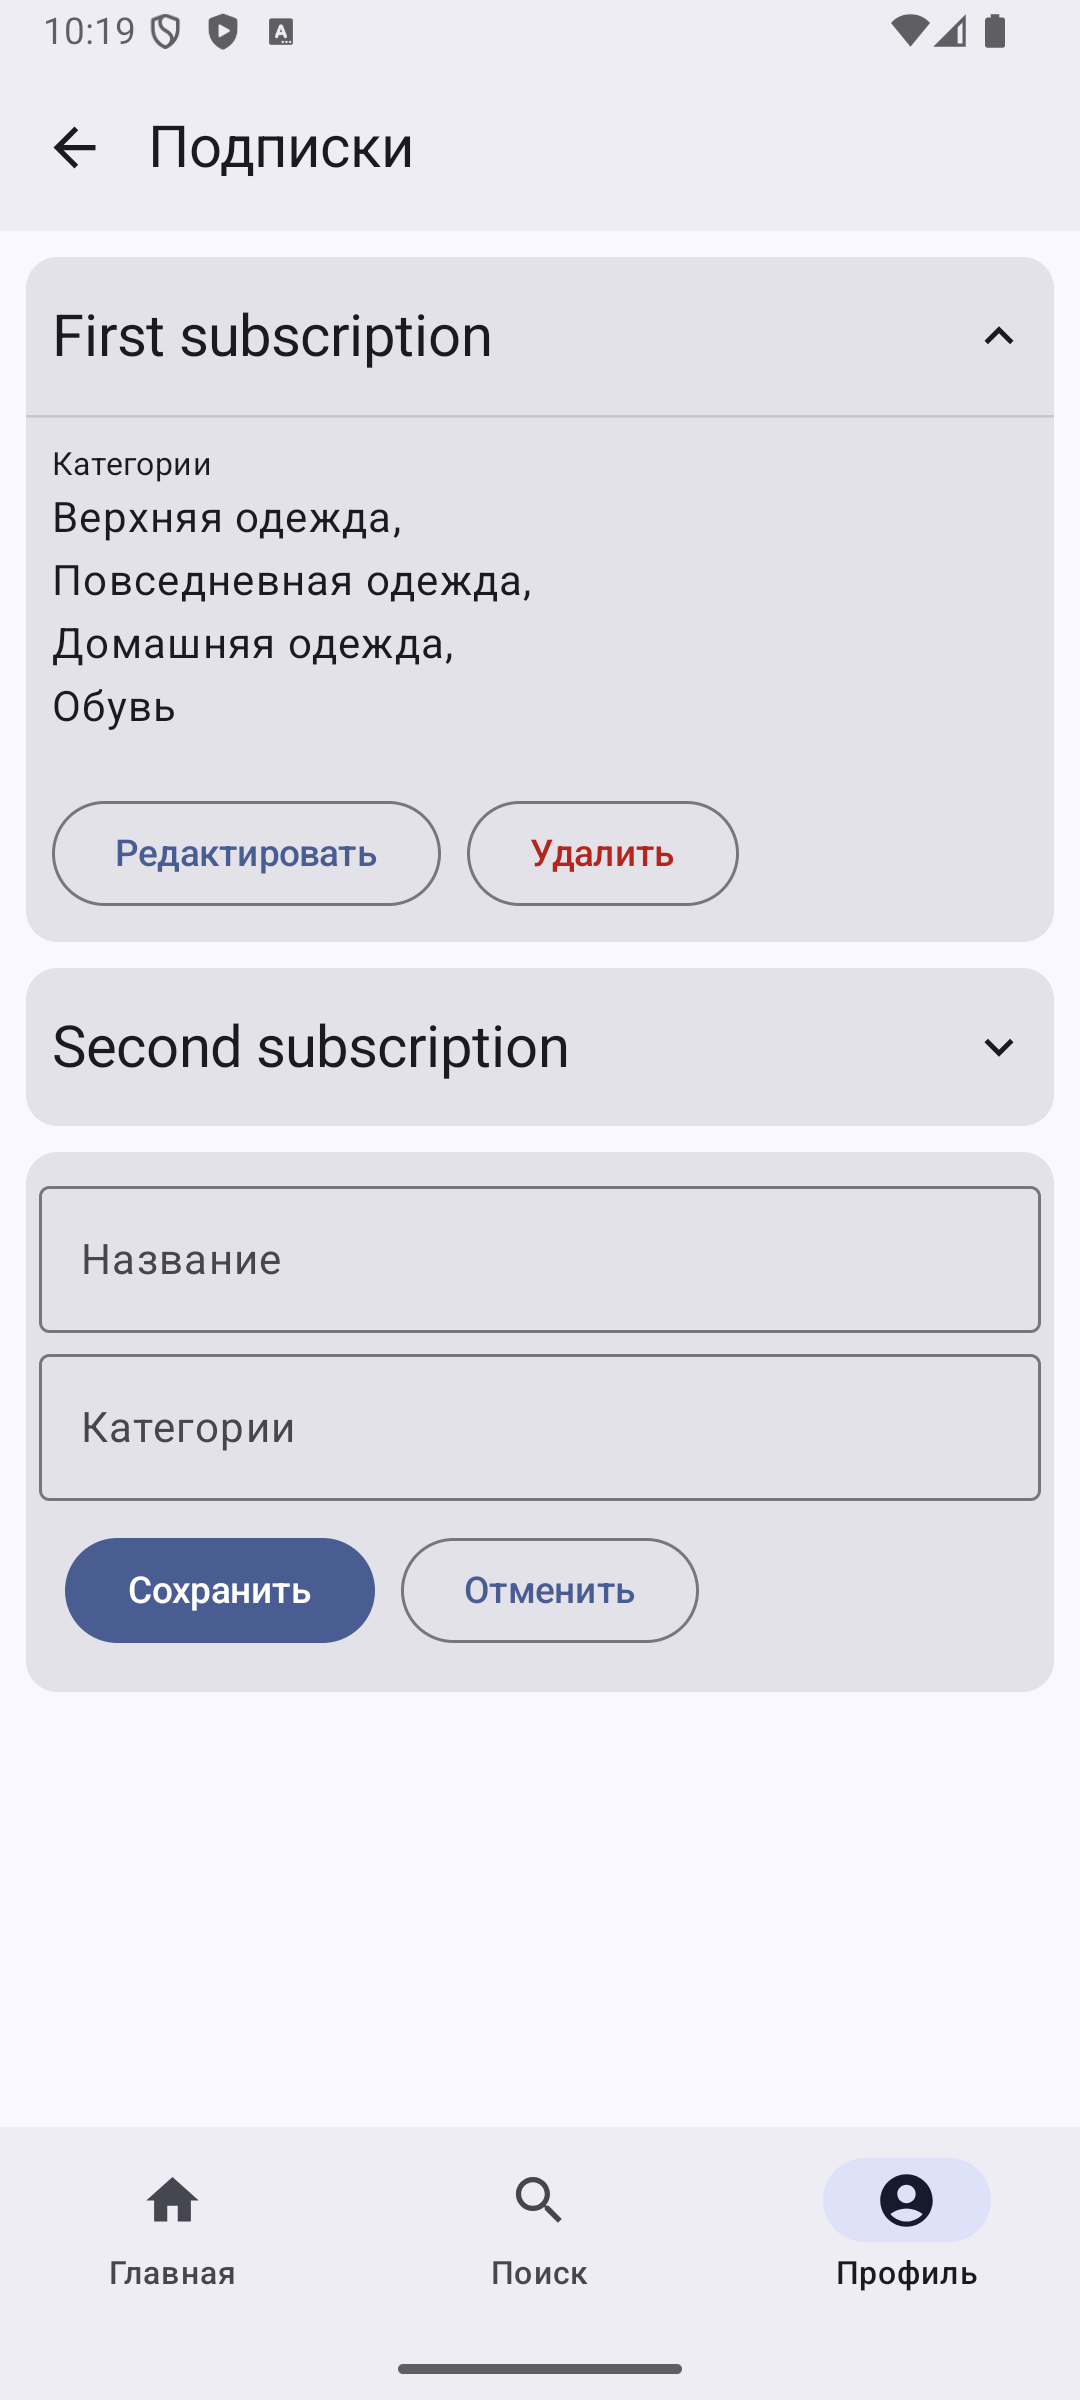 10:19
Подписки
First subscription
Категории
Верхняя одежда,
Повседневная одежда,
Домашняя одежда,
Обувь
Редактировать Удалить
Second subscription
Название
Категории
Сохранить Отменить
Главная Поиск Профиль